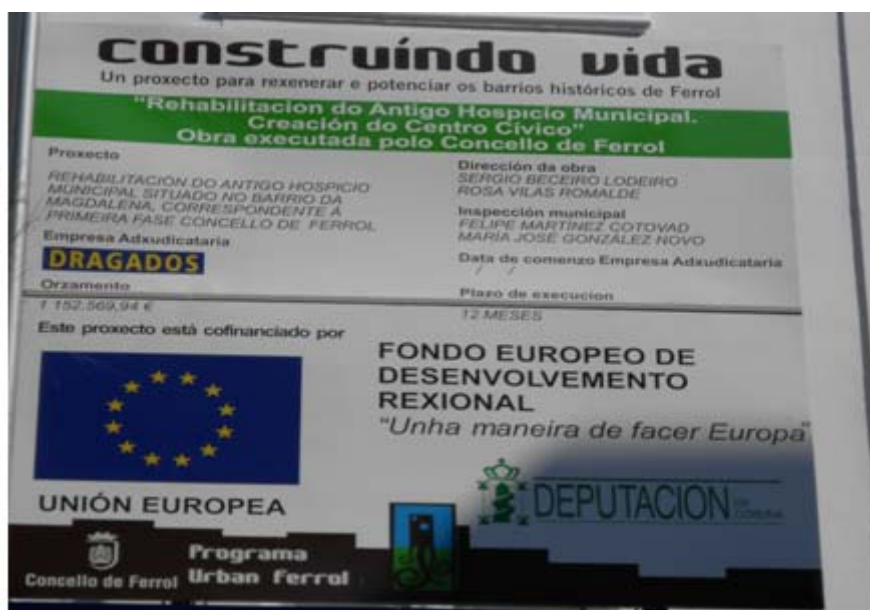 construíndo vida
Un proxecto para rexenerar e potenciar os barrios históricos de Ferrol
"Rehabilitacion do Antigo Hospicio Municipal.
Creación do Centro Cívico"
Obra executada polo Concello de Ferrol
Proxecto
REHABILITACIÓN DO ANTIGO HOSPICIO
MUNICIPAL SITUADO NO BARRIO DA
MAGDALENA, CORRESPONDENTE Á
PRIMEIRA FASE CONCELLO DE FERROL
Empresa Adxudicataria
DRAGADOS
Orzamento
1 152.569,94 €
Dirección da obra
SERGIO BECEIRO LODEIRO
ROSA VILAS ROMALDE
Inspección municipal
FELIPE MARTÍNEZ COTOVAD
MARÍA JOSÉ GONZÁLEZ NOVO
Data de comenzo Empresa Adxudicataria
/ /
Plazo de execucion
12 MESES
Este proxecto está cofinanciado por
UNIÓN EUROPEA
FONDO EUROPEO DE
DESENVOLVEMENTO
REXIONAL
"Unha maneira de facer Europa"
DEPUTACIÓN
Concello de Ferrol
Programa
Urban ferrol